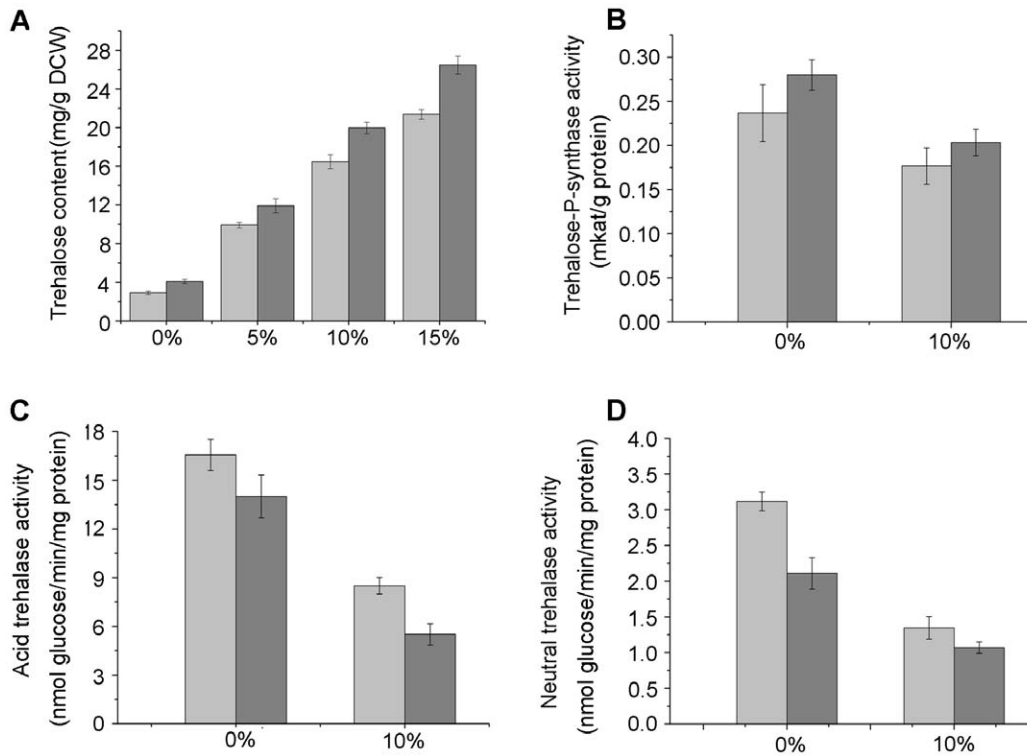 A
Trehalose content(mg/g DCW)
28
24
20
16
12
8
4
0
0% 5% 10% 15%
B
Trehalose-P-synthase activity
(mkat/g protein)
0.30
0.25
0.20
0.15
0.10
0.05
0.00
0% 10%
C
Acid trehalase activity
(nmol glucose/min/mg protein)
18
15
12
9
6
3
0
0% 10%
D
Neutral trehalase activity
(nmol glucose/min/mg protein)
4.0
3.5
3.0
2.5
2.0
1.5
1.0
0.5
0.0
0% 10%